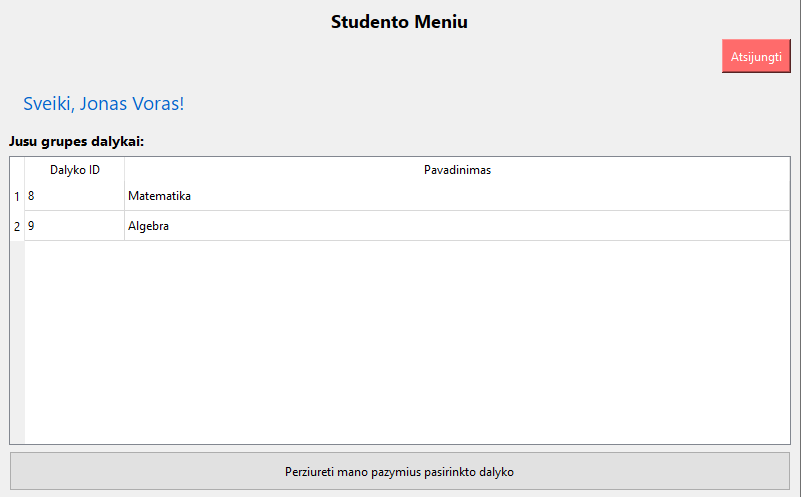 Studento Meniu
Atsijungti
Sveiki, Jonas Voras!
Jusu grupes dalykai:
Dalyko ID Pavadinimas
1 8 Matematika
2 9 Algebra
Perziureti mano pazymius pasirinkto dalyko